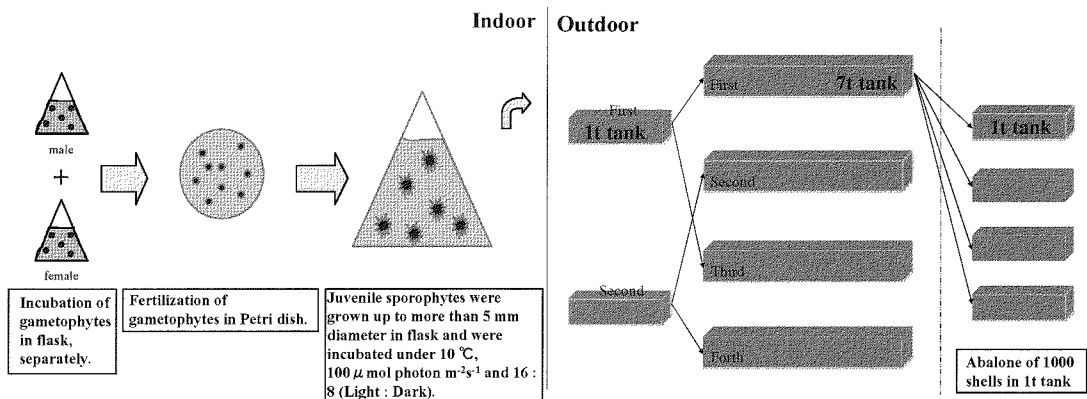 Indoor
Outdoor
male
+
female
Incubation of
gametophytes
in flask,
separately.
Fertilization of
gametophytes in Petri dish.
Juvenile sporophytes were
grown up to more than 5 mm
diameter in flask and were
incubated under 10 ℃,
100 μ mol photon m⁻²s⁻¹ and 16 :
8 (Light : Dark).
First
1t tank
Second
First
7t tank
Second
Third
Forth
1t tank
Abalone of 1000
shells in 1t tank